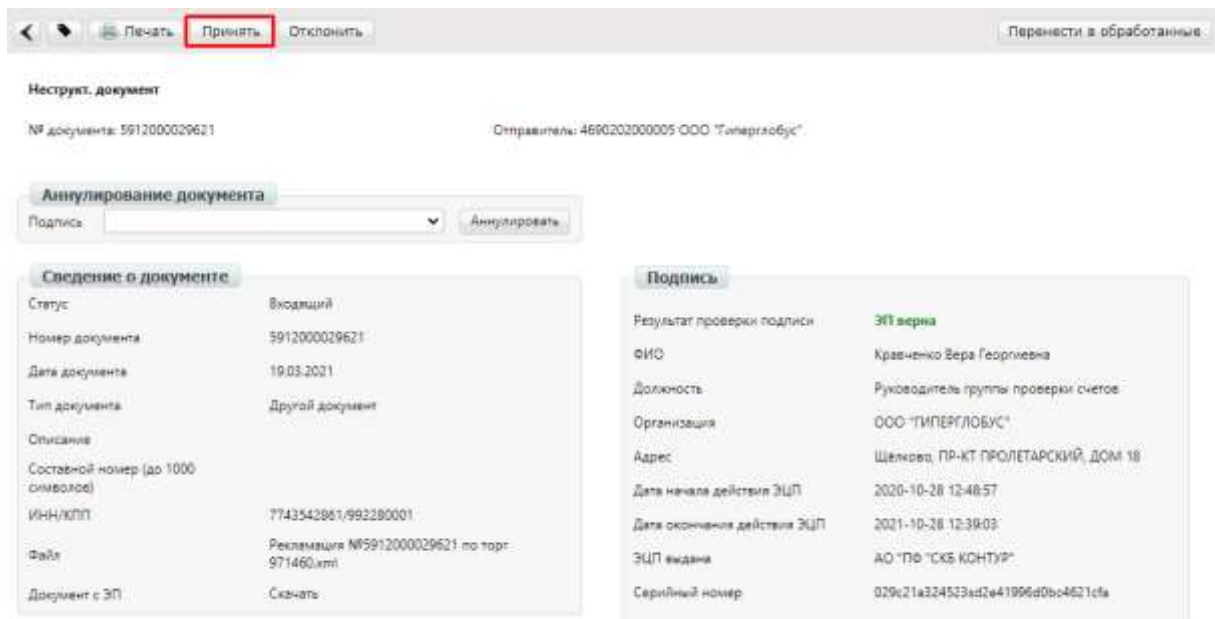 Печать Принять Отклонить Перенести в обработанные
Неструкт. документ
№ документа: 5912000029621 Отправитель: 4690202000005 ООО "Гиперглобус"
Аннулирование документа
Подпись Аннулировать
Сведение о документе
Статус Входящий
Номер документа 5912000029621
Дата документа 19.03.2021
Тип документа Другой документ
Описание
Составной номер (до 1000
символов)
ИНН/КПП 7743542861/992280001
Файл Рекламация №5912000029621 по торг
971460.xml
Документ с ЭП Скачать
Подпись
Результат проверки подписи ЭП верна
ФИО Кравченко Вера Георгиевна
Должность Руководитель группы проверки счетов
Организация ООО "ГИПЕРГЛОБУС"
Адрес Щелково, ПР-КТ ПРОЛЕТАРСКИЙ, ДОМ 18
Дата начала действия ЭЦП 2020-10-28 12:48:57
Дата окончания действия ЭЦП 2021-10-28 12:39:03
ЭЦП выдана АО "ПФ "СКБ КОНТУР"
Серийный номер 029c21a324523ad2e41996d0bc4621cfa